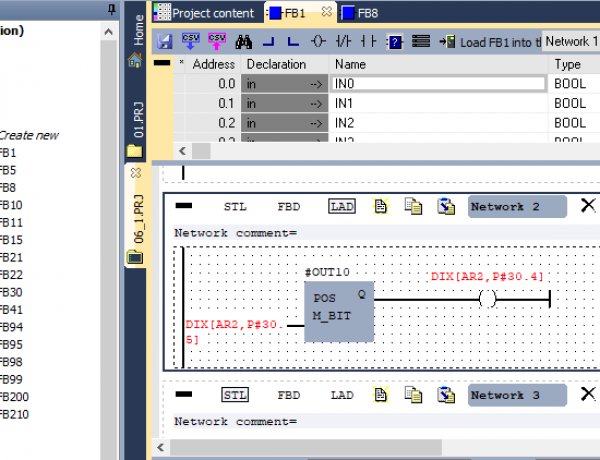 ion)
Create new
FB1
FB5
FB8
FB10
FB11
FB15
FB21
FB22
FB30
FB41
FB94
FB95
FB98
FB99
FB200
FB210
Home
01.PRJ
06_1.PRJ
Project content FB1 FB8
CSV CSV Load FB1 into th Network 1
* Address Declaration Name Type
0.0 in --> IN0 BOOL
0.1 in --> IN1 BOOL
0.2 in --> IN2 BOOL
STL FBD LAD Network 2
Network comment=
#OUT10 DIX[AR2,P#30.4]
POS Q
M_BIT
DIX[AR2,P#30.
5]
STL FBD LAD Network 3
Network comment=